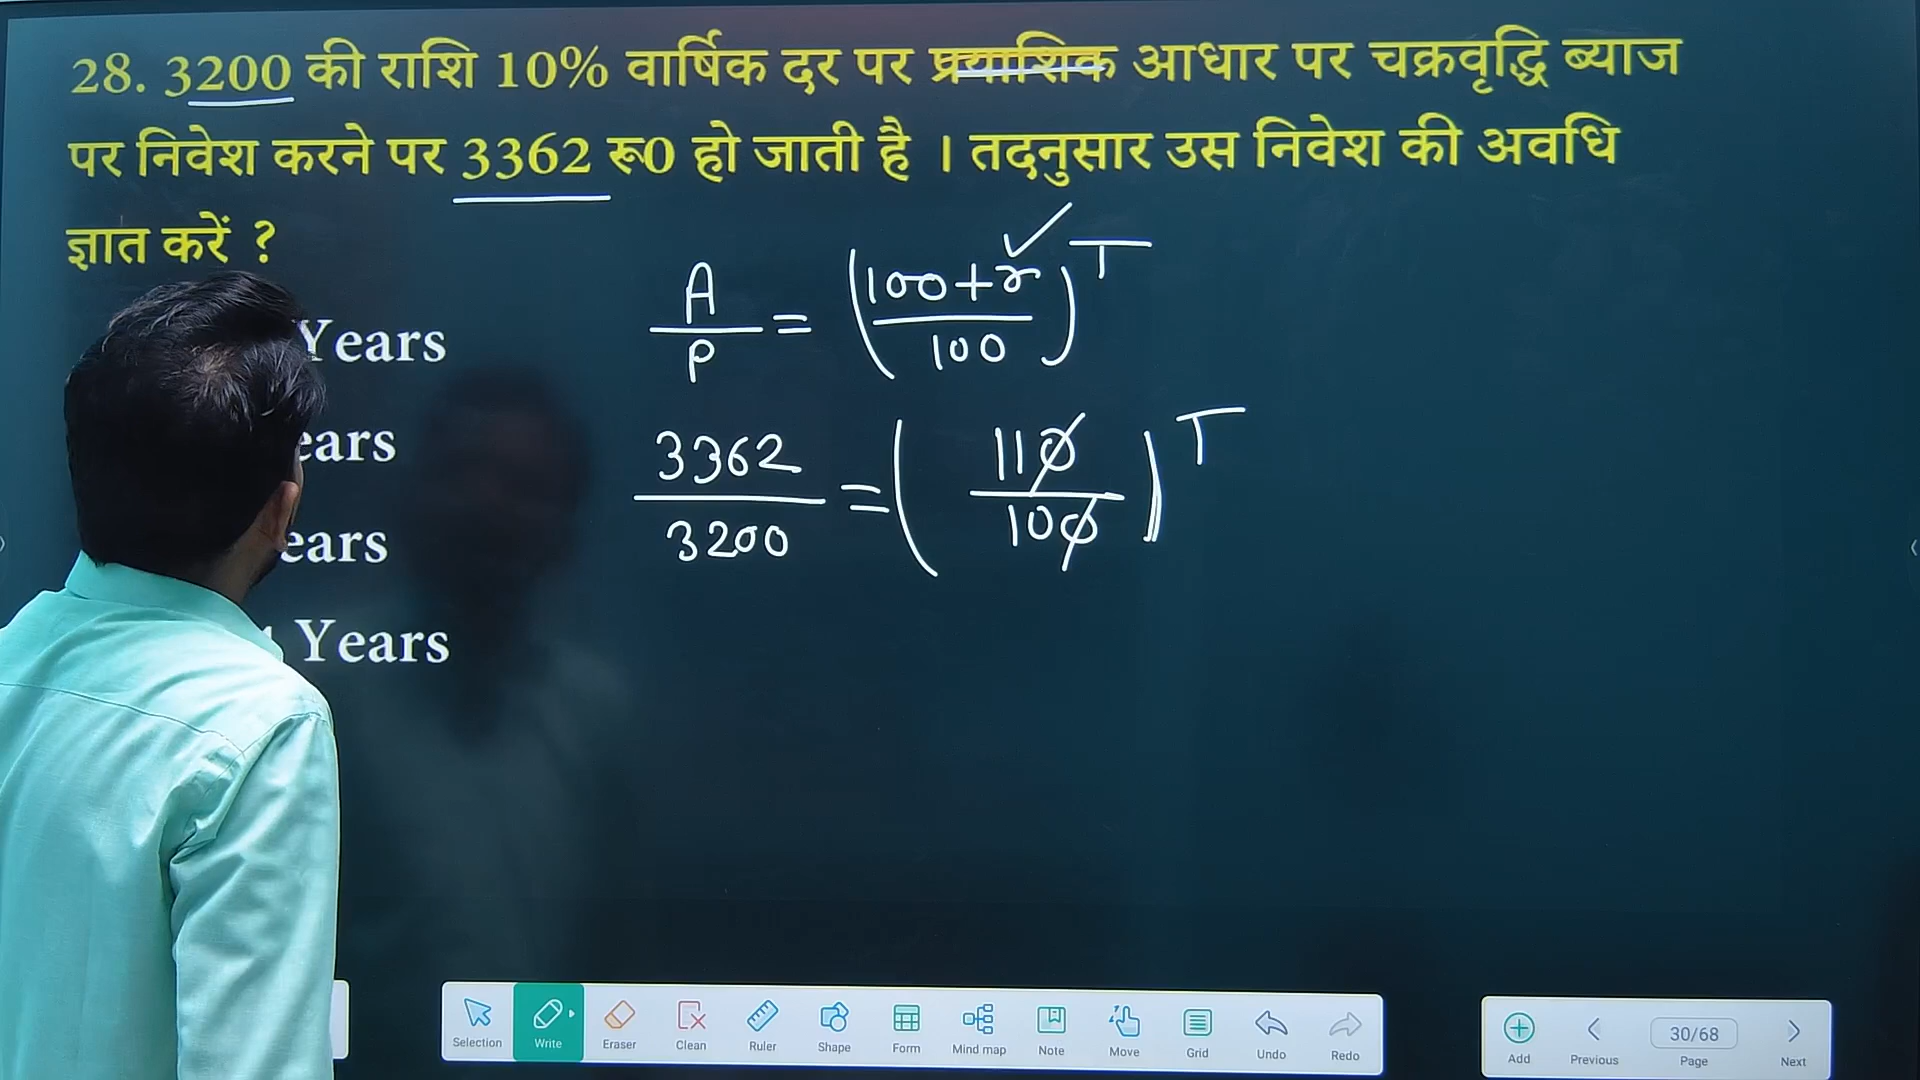 28. 3200 की राशि 10% वार्षिक दर पर आधार पर चक्रवृद्धि ब्याज
पर निवेश करने पर 3362 रू0 हो जाती है । तदनुसार उस निवेश की अवधि
ज्ञात करें ?
Years
ears
ears
Years
A/P = (100+r/100)^T
3362/3200 = (110/100)^T
Selection Write Eraser Clean Ruler Shape Form Mind map Note Move Grid Undo Redo
Add Previous 30/68 Page Next